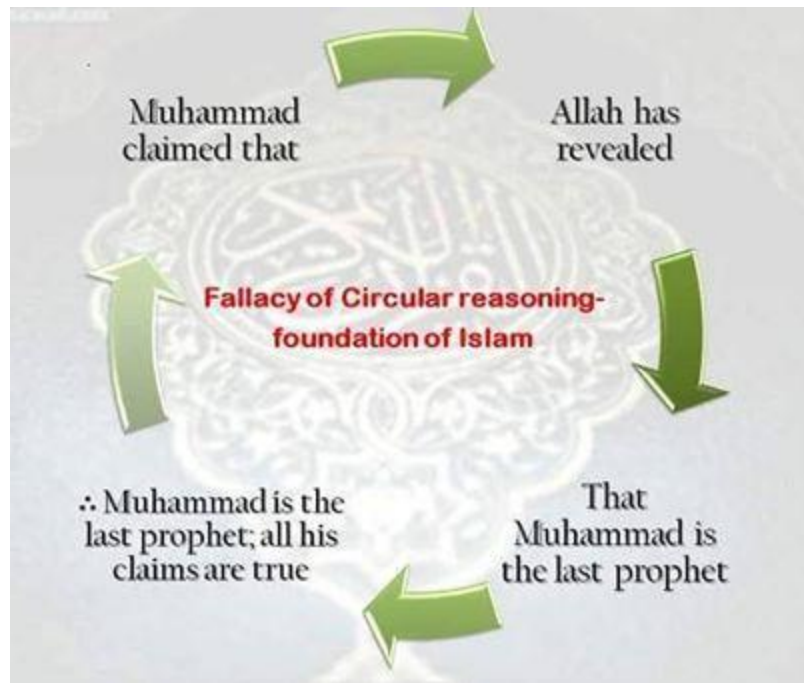 Muhammad
claimed that
Allah has
revealed
Fallacy of Circular reasoning-
foundation of Islam
That
Muhammad is
the last prophet
∴ Muhammad is the
last prophet; all his
claims are true